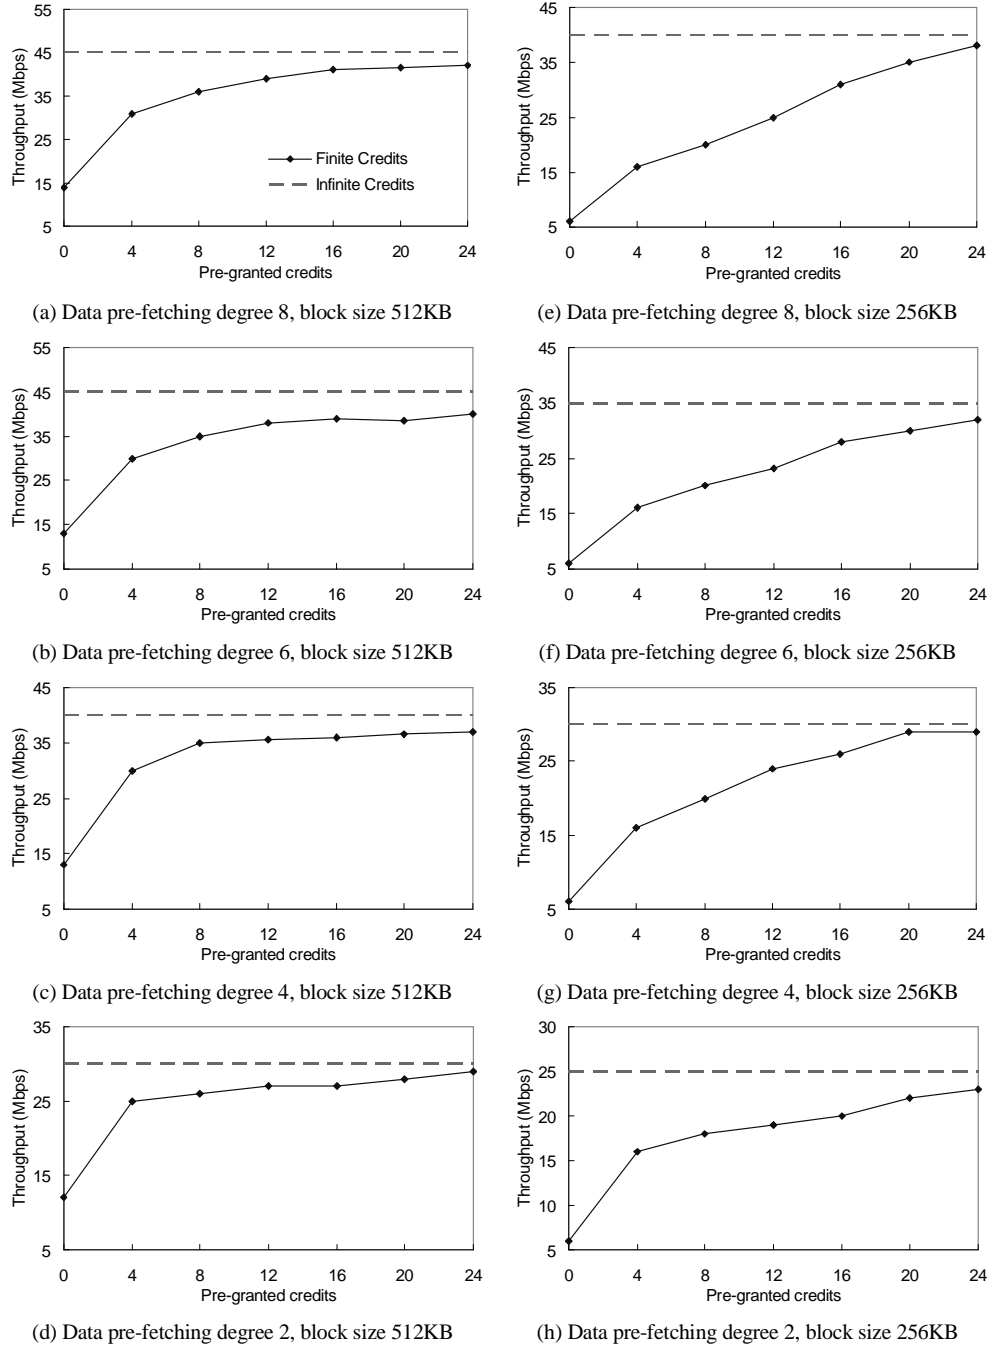 55
45
35
25
15
5
Throughput (Mbps)
Finite Credits
Infinite Credits
0 4 8 12 16 20 24
Pre-granted credits
(a) Data pre-fetching degree 8, block size 512KB
45
35
25
15
5
Throughput (Mbps)
0 4 8 12 16 20 24
Pre-granted credits
(e) Data pre-fetching degree 8, block size 256KB
55
45
35
25
15
5
Throughput (Mbps)
0 4 8 12 16 20 24
Pre-granted credits
(b) Data pre-fetching degree 6, block size 512KB
45
35
25
15
5
Throughput (Mbps)
0 4 8 12 16 20 24
Pre-granted credits
(f) Data pre-fetching degree 6, block size 256KB
45
35
25
15
5
Throughput (Mbps)
0 4 8 12 16 20 24
Pre-granted credits
(c) Data pre-fetching degree 4, block size 512KB
35
25
15
5
Throughput (Mbps)
0 4 8 12 16 20 24
Pre-granted credits
(g) Data pre-fetching degree 4, block size 256KB
35
25
15
5
Throughput (Mbps)
0 4 8 12 16 20 24
Pre-granted credits
(d) Data pre-fetching degree 2, block size 512KB
30
25
20
15
10
5
Throughput (Mbps)
0 4 8 12 16 20 24
Pre-granted credits
(h) Data pre-fetching degree 2, block size 256KB